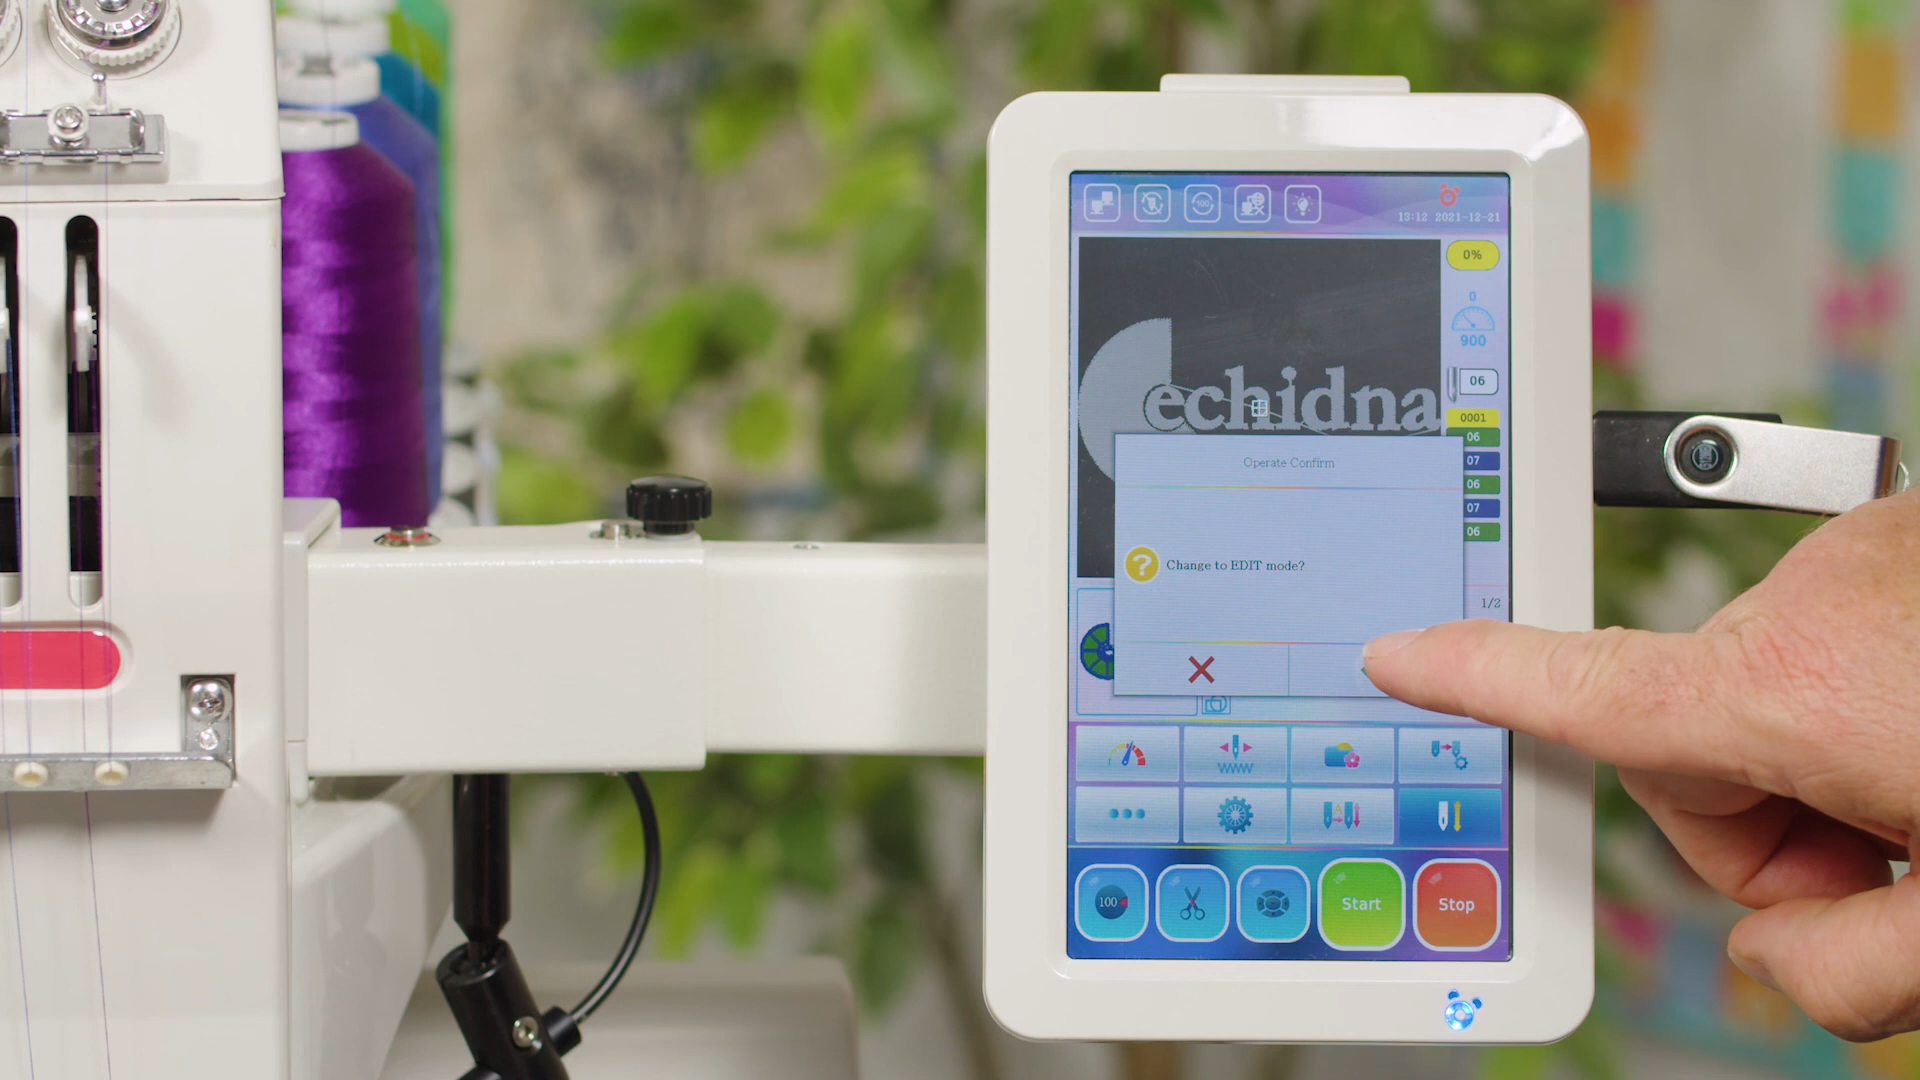 100
13:12 2021-12-21
0%
0
900
echidna
06
0001
06
07
06
07
06
Operate Confirm
Change to EDIT mode?
1/2
A
100
Start
Stop